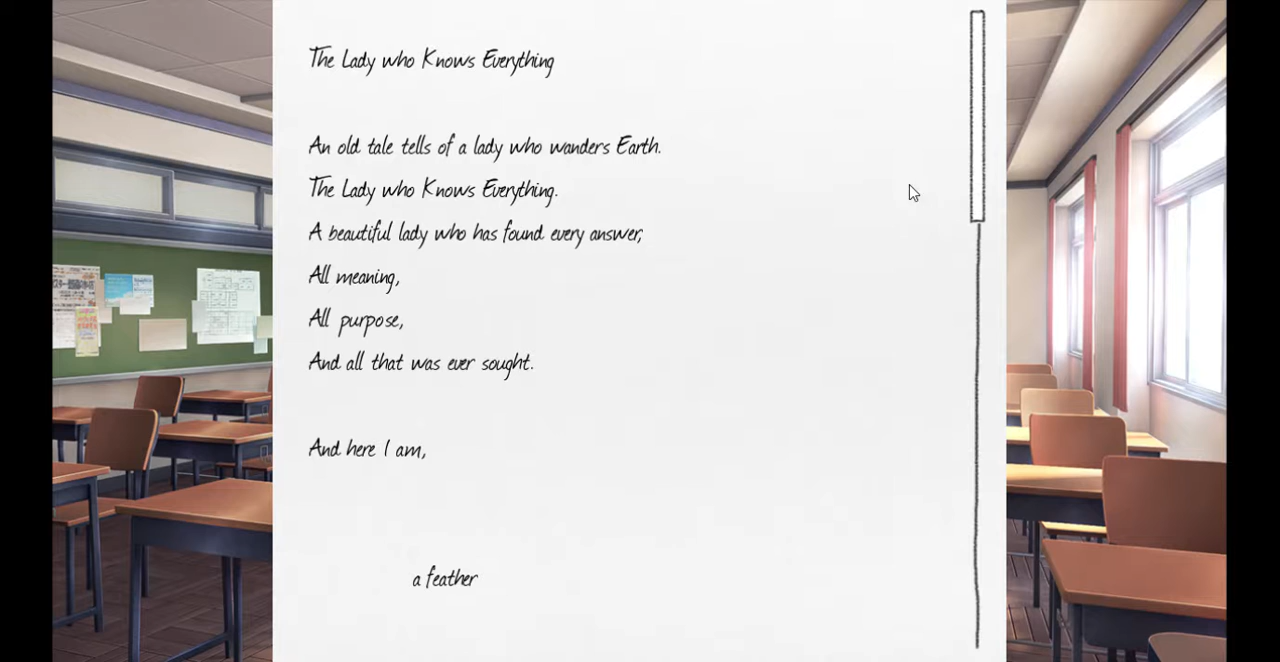 The Lady who Knows Everything
An old tale tells of a lady who wanders Earth.
The Lady who Knows Everything.
A beautiful lady who has found every answer,
All meaning,
All purpose,
And all that was ever sought.
And here I am,
a feather